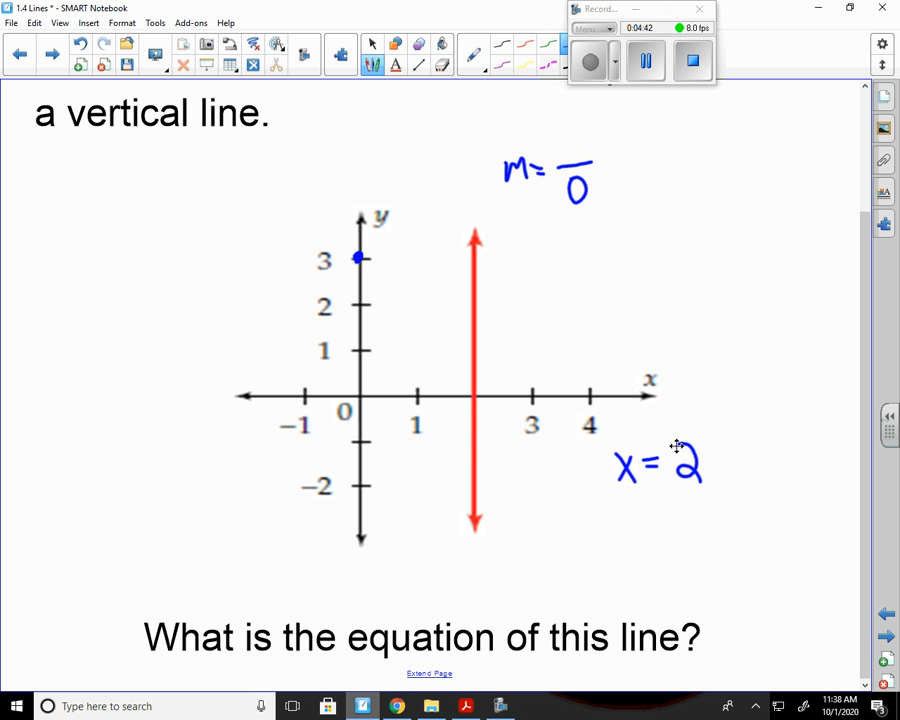 1.4 Lines * - SMART Notebook
Record...
File Edit View Insert Format Tools Add-ons Help
Menu
0:04:42
8.0 fps
a vertical line.
m = — 0
y
3
2
1
x
0
-1 1 3 4
x = 2
-2
What is the equation of this line?
Extend Page
Type here to search
11:38 AM
10/1/2020
3